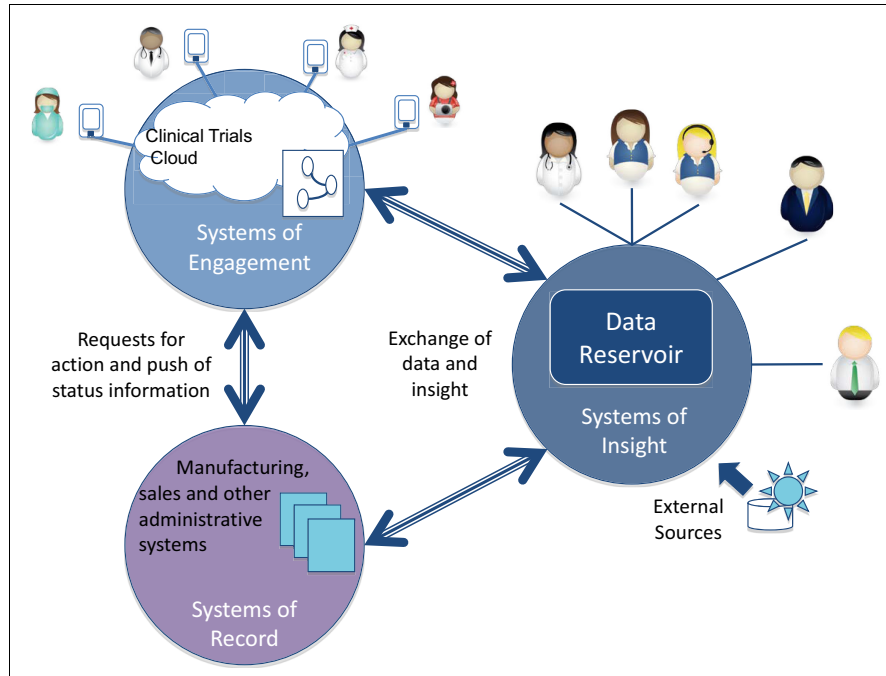 Clinical Trials
Cloud
Systems of
Engagement
Requests for
action and push of
status information
Exchange of
data and
insight
Data
Reservoir
Systems of
Insight
External
Sources
Manufacturing,
sales and other
administrative
systems
Systems of
Record